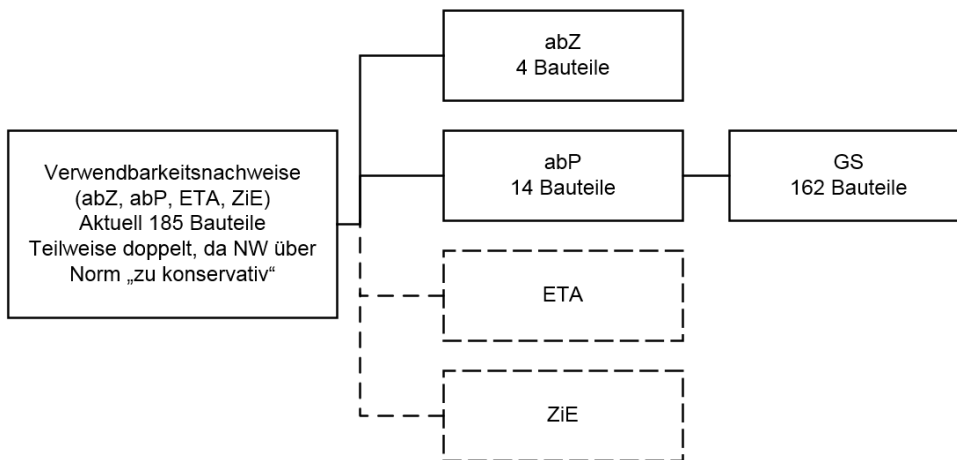 abZ
4 Bauteile
Verwendbarkeitsnachweise
(abZ, abP, ETA, ZiE)
Aktuell 185 Bauteile
Teilweise doppelt, da NW über
Norm „zu konservativ“
abP
14 Bauteile
GS
162 Bauteile
ETA
ZiE